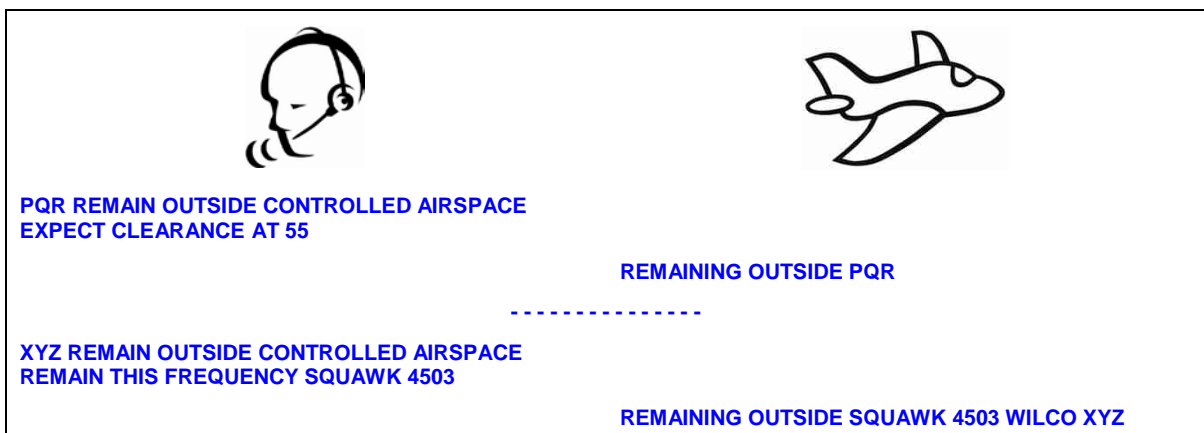 PQR REMAIN OUTSIDE CONTROLLED AIRSPACE
EXPECT CLEARANCE AT 55
REMAINING OUTSIDE PQR
- - - - - - - - - - - - - - -
XYZ REMAIN OUTSIDE CONTROLLED AIRSPACE
REMAIN THIS FREQUENCY SQUAWK 4503
REMAINING OUTSIDE SQUAWK 4503 WILCO XYZ